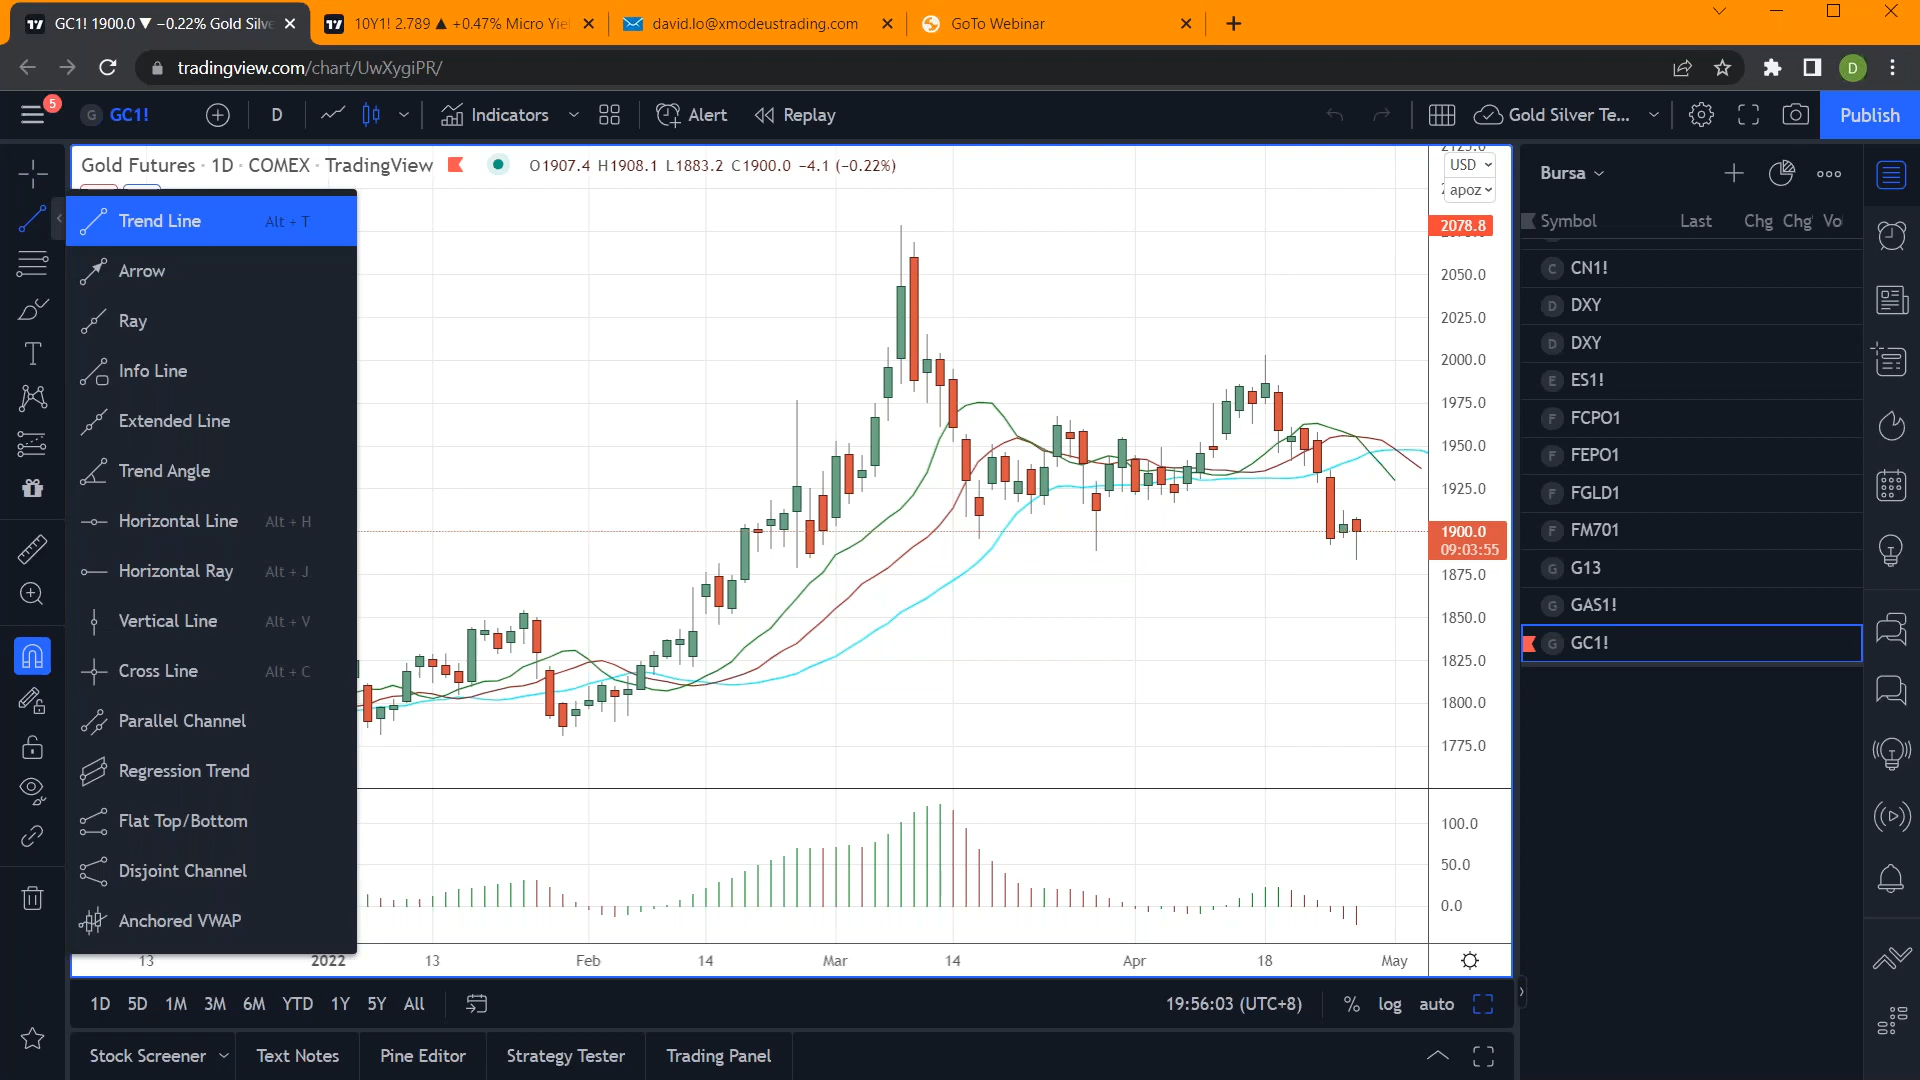 GC1! 1900.0 ▼ −0.22% Gold Silve
10Y1! 2.789 ▲ +0.47% Micro Yie
david.lo@xmodeustrading.com
GoTo Webinar
tradingview.com/chart/UwXygiPR/
D
5
G GC1!
D
Indicators
Alert
Replay
Gold Silver Te...
Publish
Gold Futures · 1D · COMEX · TradingView
O1907.4 H1908.1 L1883.2 C1900.0 −4.1 (−0.22%)
USD
apoz
2078.8
2050.0
2025.0
2000.0
1975.0
1950.0
1925.0
1900.0
09:03:55
1875.0
1850.0
1825.0
1800.0
1775.0
100.0
50.0
0.0
Trend Line Alt + T
Arrow
Ray
Info Line
Extended Line
Trend Angle
Horizontal Line Alt + H
Horizontal Ray Alt + J
Vertical Line Alt + V
Cross Line Alt + C
Parallel Channel
Regression Trend
Flat Top/Bottom
Disjoint Channel
Anchored VWAP
13 2022 13 Feb 14 Mar 14 Apr 18 May
1D 5D 1M 3M 6M YTD 1Y 5Y All
19:56:03 (UTC+8) % log auto
Stock Screener Text Notes Pine Editor Strategy Tester Trading Panel
Bursa
Symbol Last Chg Chg Vo
C CN1!
D DXY
D DXY
E ES1!
F FCPO1
F FEPO1
F FGLD1
F FM701
G G13
G GAS1!
G GC1!